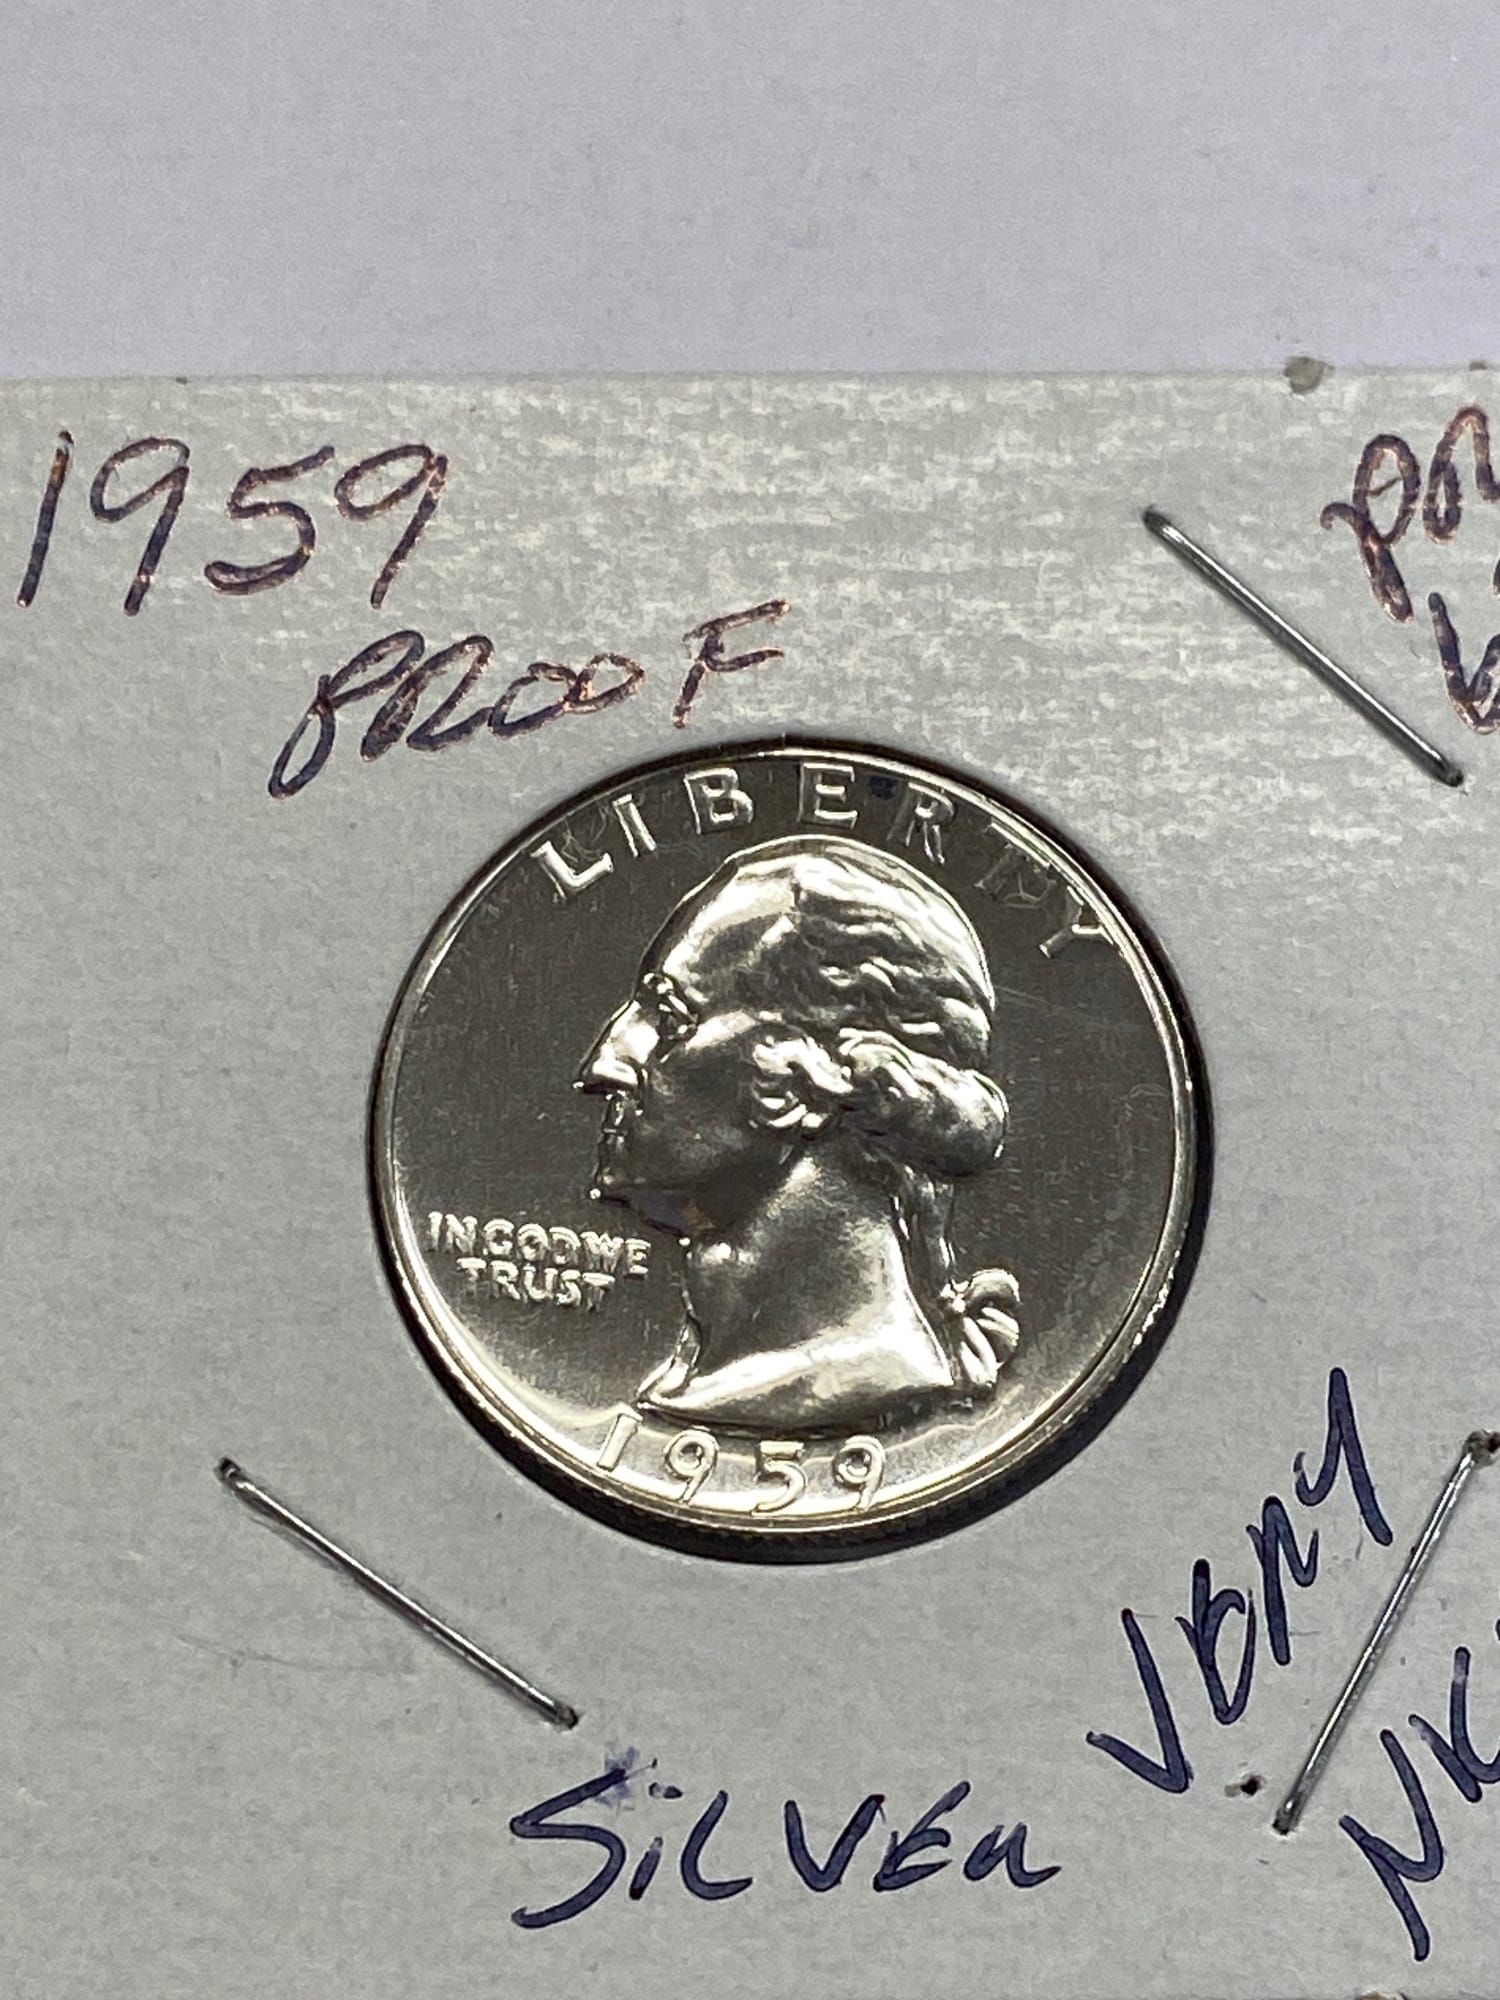 1959
PROOF
LIBERTY
IN GOD WE
TRUST
1959
VERY
SILVER